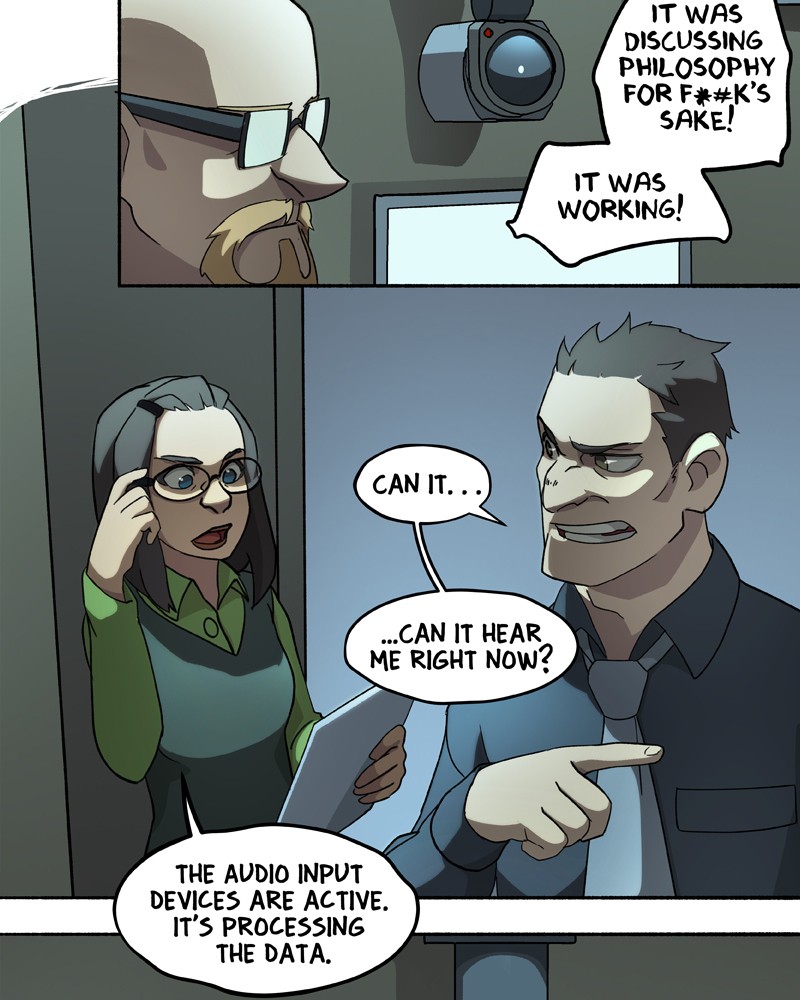 IT WAS
DISCUSSING
PHILOSOPHY
FOR F*#K'S
SAKE!
IT WAS
WORKING!
CAN IT...
...CAN IT HEAR
ME RIGHT NOW?
THE AUDIO INPUT
DEVICES ARE ACTIVE.
IT'S PROCESSING
THE DATA.